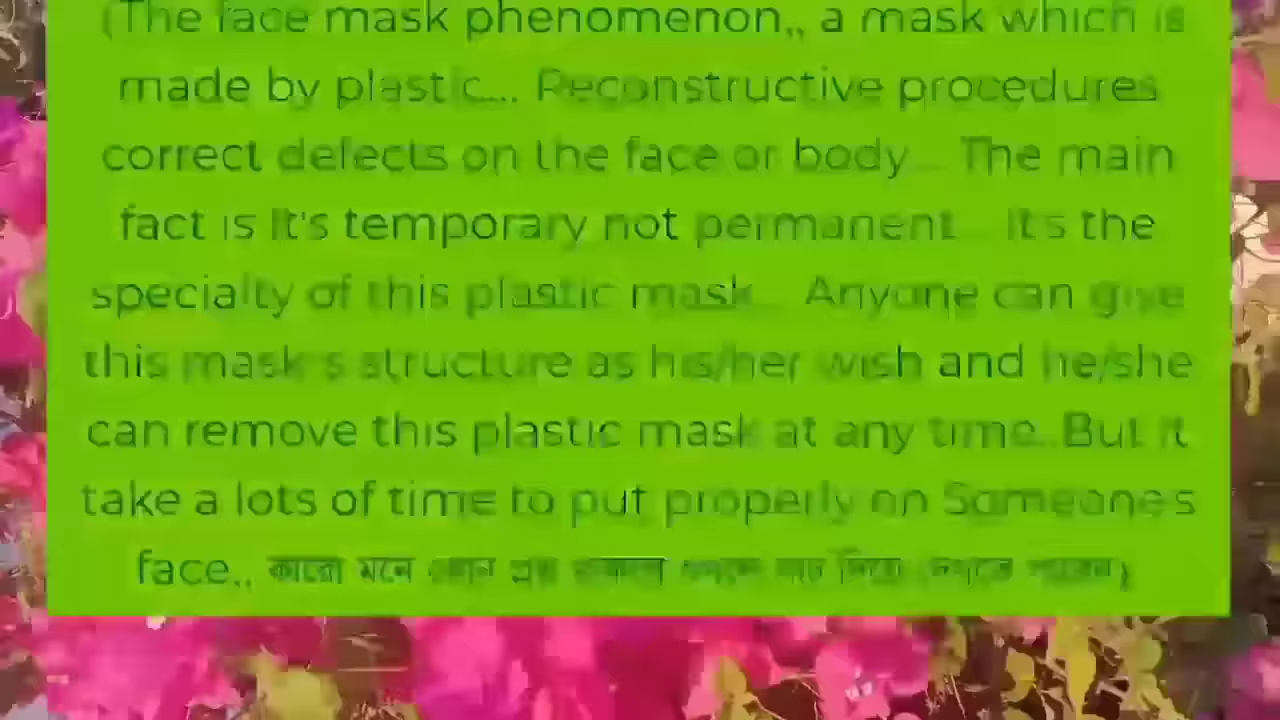 (The face mask phenomenon,, a mask which is
made by plastic... Reconstructive procedures
correct defects on the face or body... The main
fact is It's temporary not permanent... It's the
specialty of this plastic mask... Anyone can give
this mask's structure as his/her wish and he/she
can remove this plastic mask at any time..But it
take a lots of time to put properly on Someone's
face,, কারো মনে কোন প্রশ্ন থাকলে দিয়ে দেখতে পারেন)